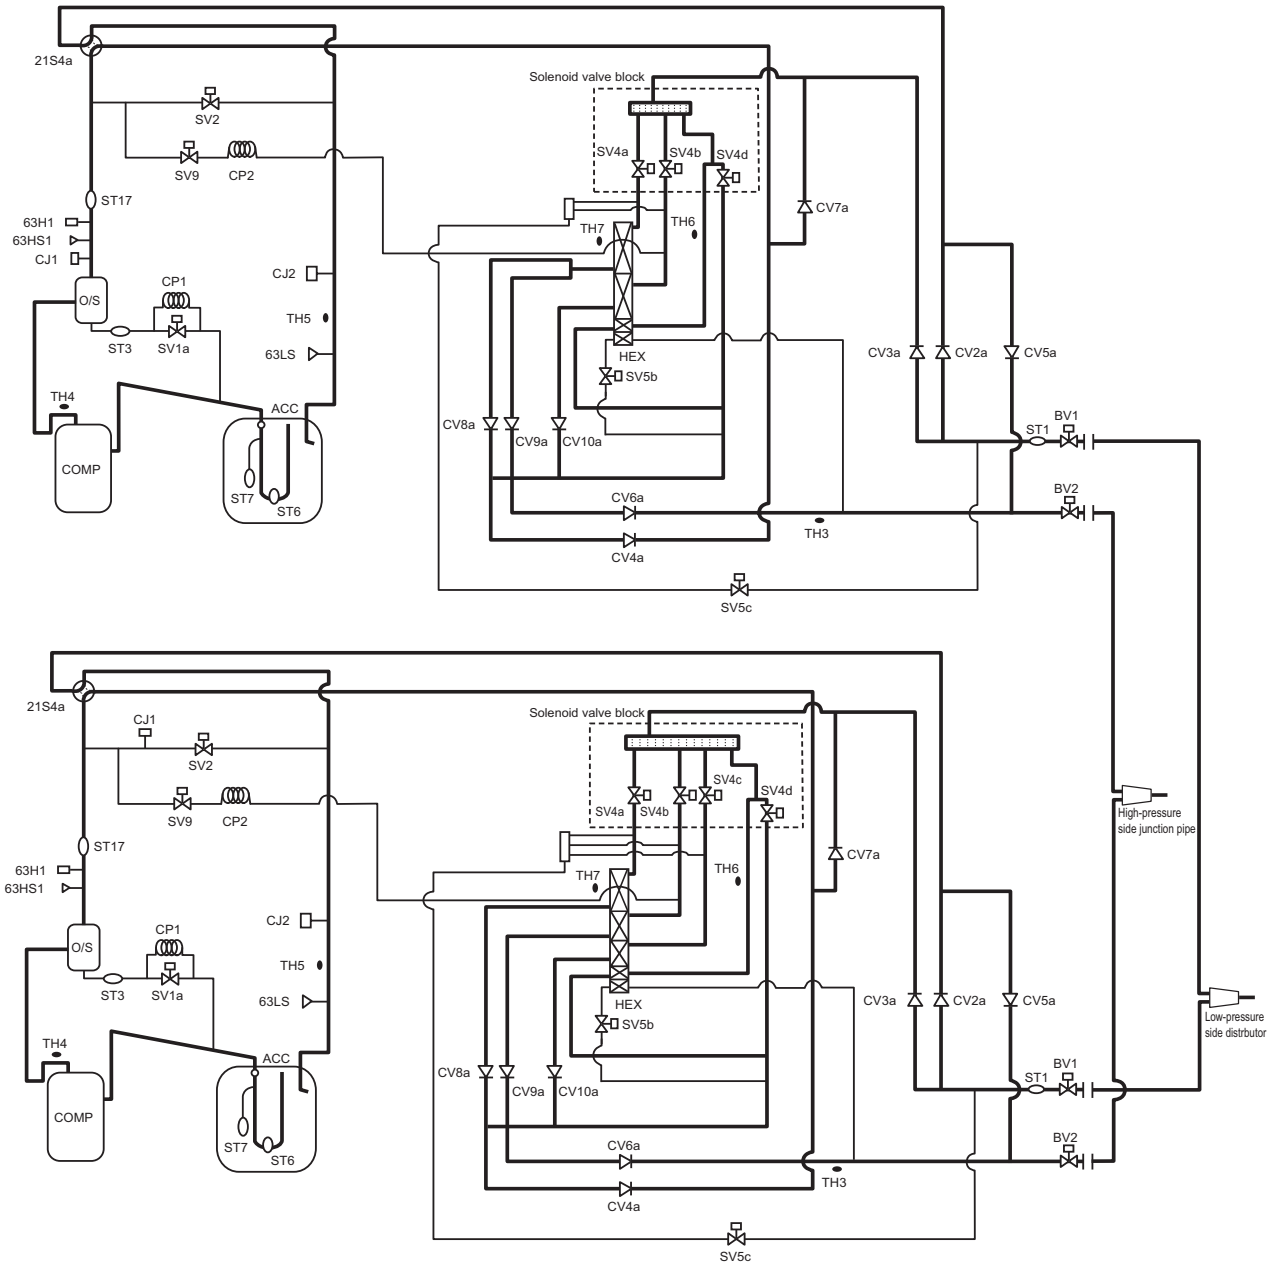 21S4a
Solenoid valve block
SV2
SV4a
SV4b
SV4d
SV9
CP2
ST17
63H1
63HS1
CJ1
TH7
TH6
CV7a
CJ2
CP1
O/S
TH5
ST3
SV1a
63LS
HEX
CV3a
CV2a
CV5a
SV5b
TH4
ACC
CV8a
CV9a
CV10a
BV1
ST1
COMP
ST7
ST6
CV6a
BV2
TH3
CV4a
SV5c
21S4a
Solenoid valve block
CJ1
SV2
SV4c
SV4d
SV4a
SV4b
SV9
CP2
ST17
63H1
63HS1
TH7
TH6
CV7a
High-pressure
side junction pipe
CJ2
CP1
O/S
TH5
ST3
SV1a
63LS
HEX
CV3a
CV2a
CV5a
Low-pressure
side distrbutor
SV5b
TH4
ACC
CV8a
CV9a
CV10a
BV1
ST1
COMP
ST7
ST6
CV6a
BV2
TH3
CV4a
SV5c